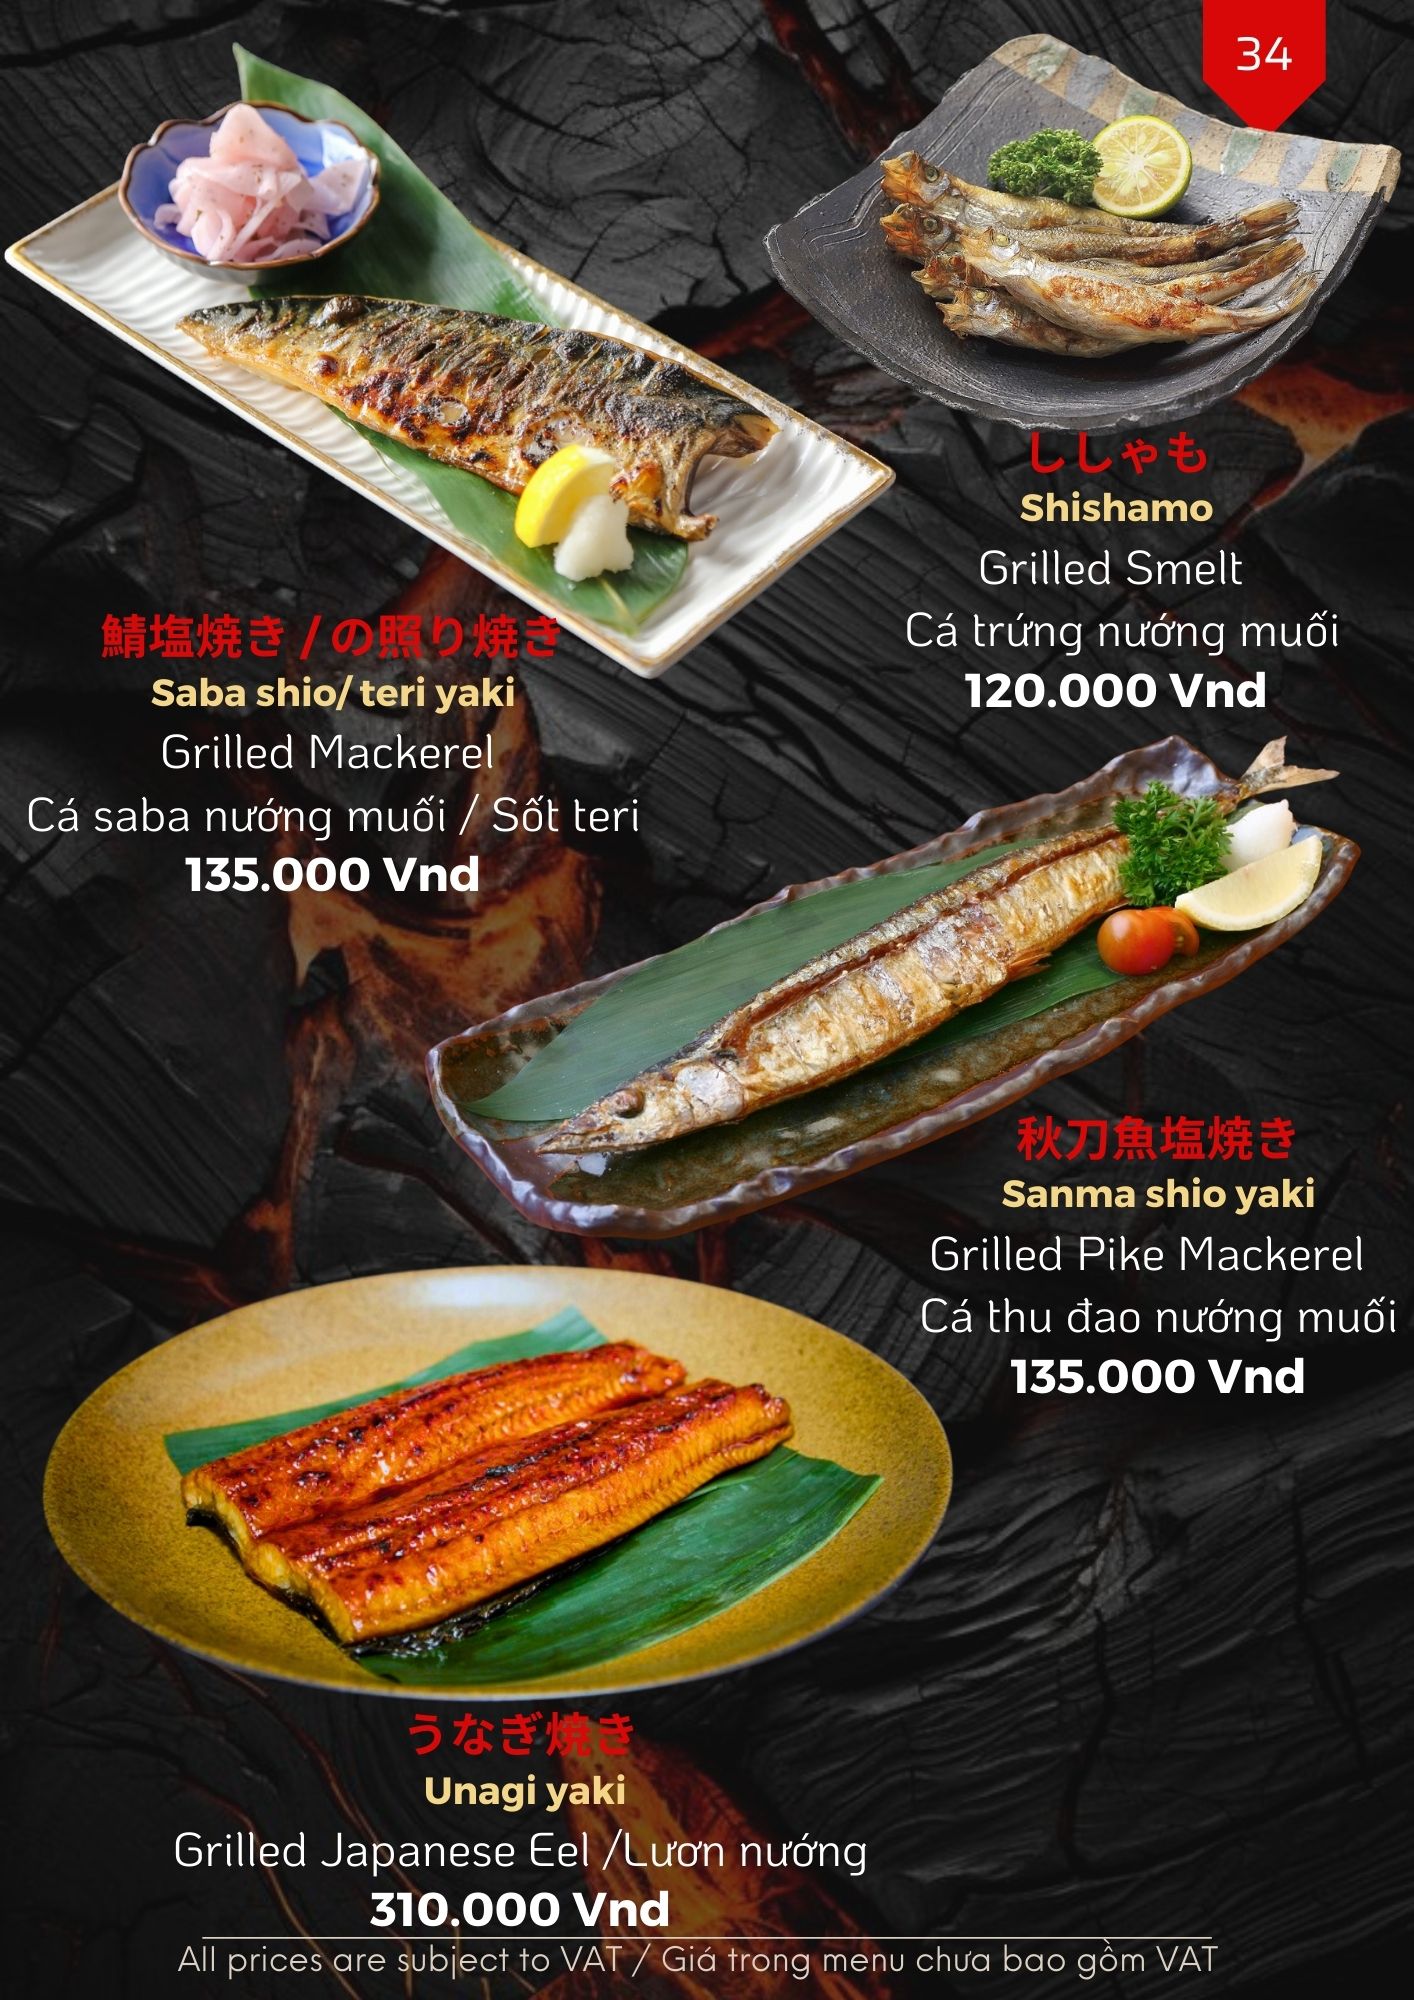 34
ししゃも
Shishamo
Grilled Smelt
Cá trứng nướng muối
120.000 Vnd
鯖塩焼き / の照り焼き
Saba shio/ teri yaki
Grilled Mackerel
Cá saba nướng muối / Sốt teri
135.000 Vnd
秋刀魚塩焼き
Sanma shio yaki
Grilled Pike Mackerel
Cá thu đao nướng muối
135.000 Vnd
うなぎ焼き
Unagi yaki
Grilled Japanese Eel /Lươn nướng
310.000 Vnd
All prices are subject to VAT / Giá trong menu chưa bao gồm VAT